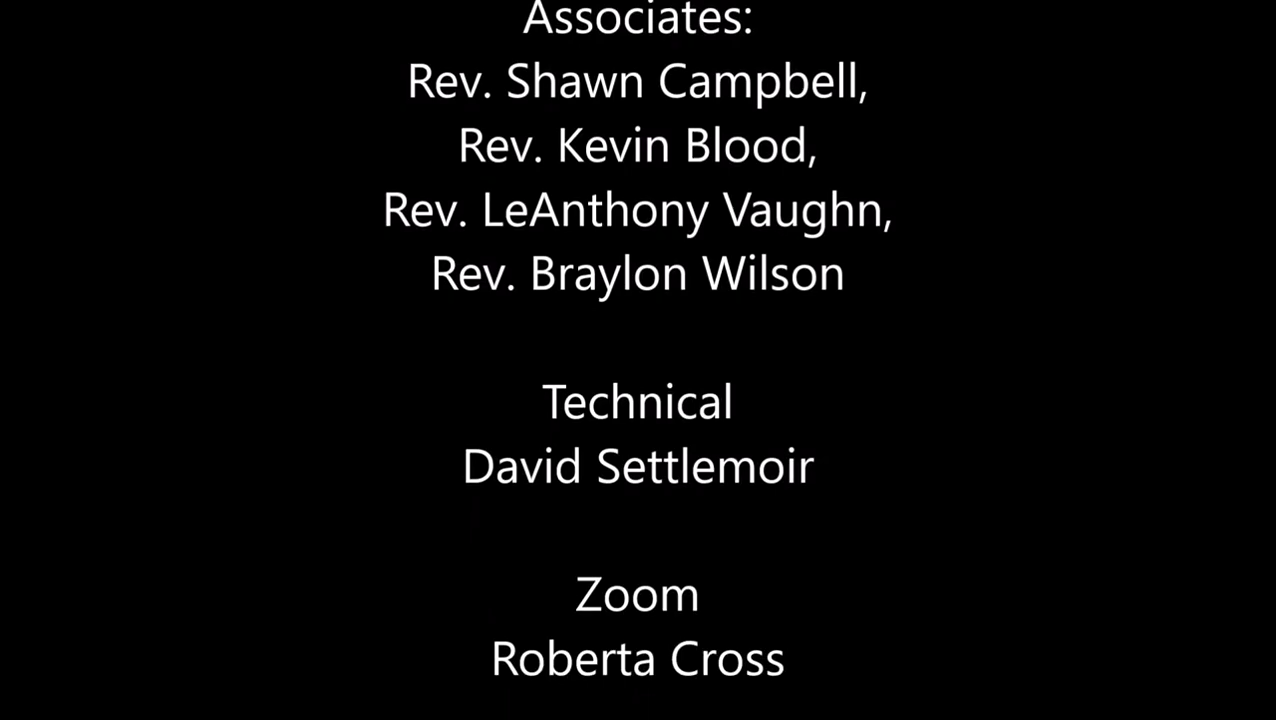 Associates:
Rev. Shawn Campbell,
Rev. Kevin Blood,
Rev. LeAnthony Vaughn,
Rev. Braylon Wilson
Technical
David Settlemoir
Zoom
Roberta Cross